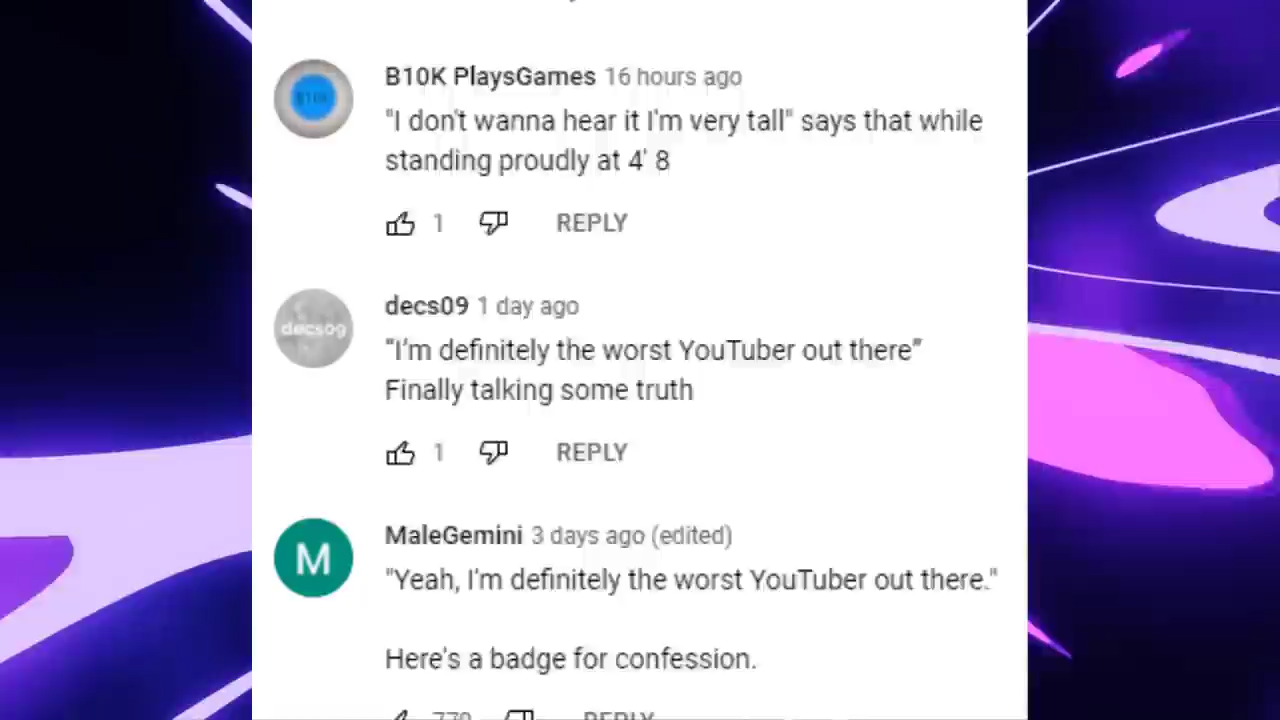 B10K PlaysGames 16 hours ago
"I don't wanna hear it I'm very tall" says that while
standing proudly at 4' 8
1 REPLY
decs09
decs09 1 day ago
"I'm definitely the worst YouTuber out there"
Finally talking some truth
1 REPLY
M
MaleGemini 3 days ago (edited)
"Yeah, I'm definitely the worst YouTuber out there."
Here's a badge for confession.
REPLY